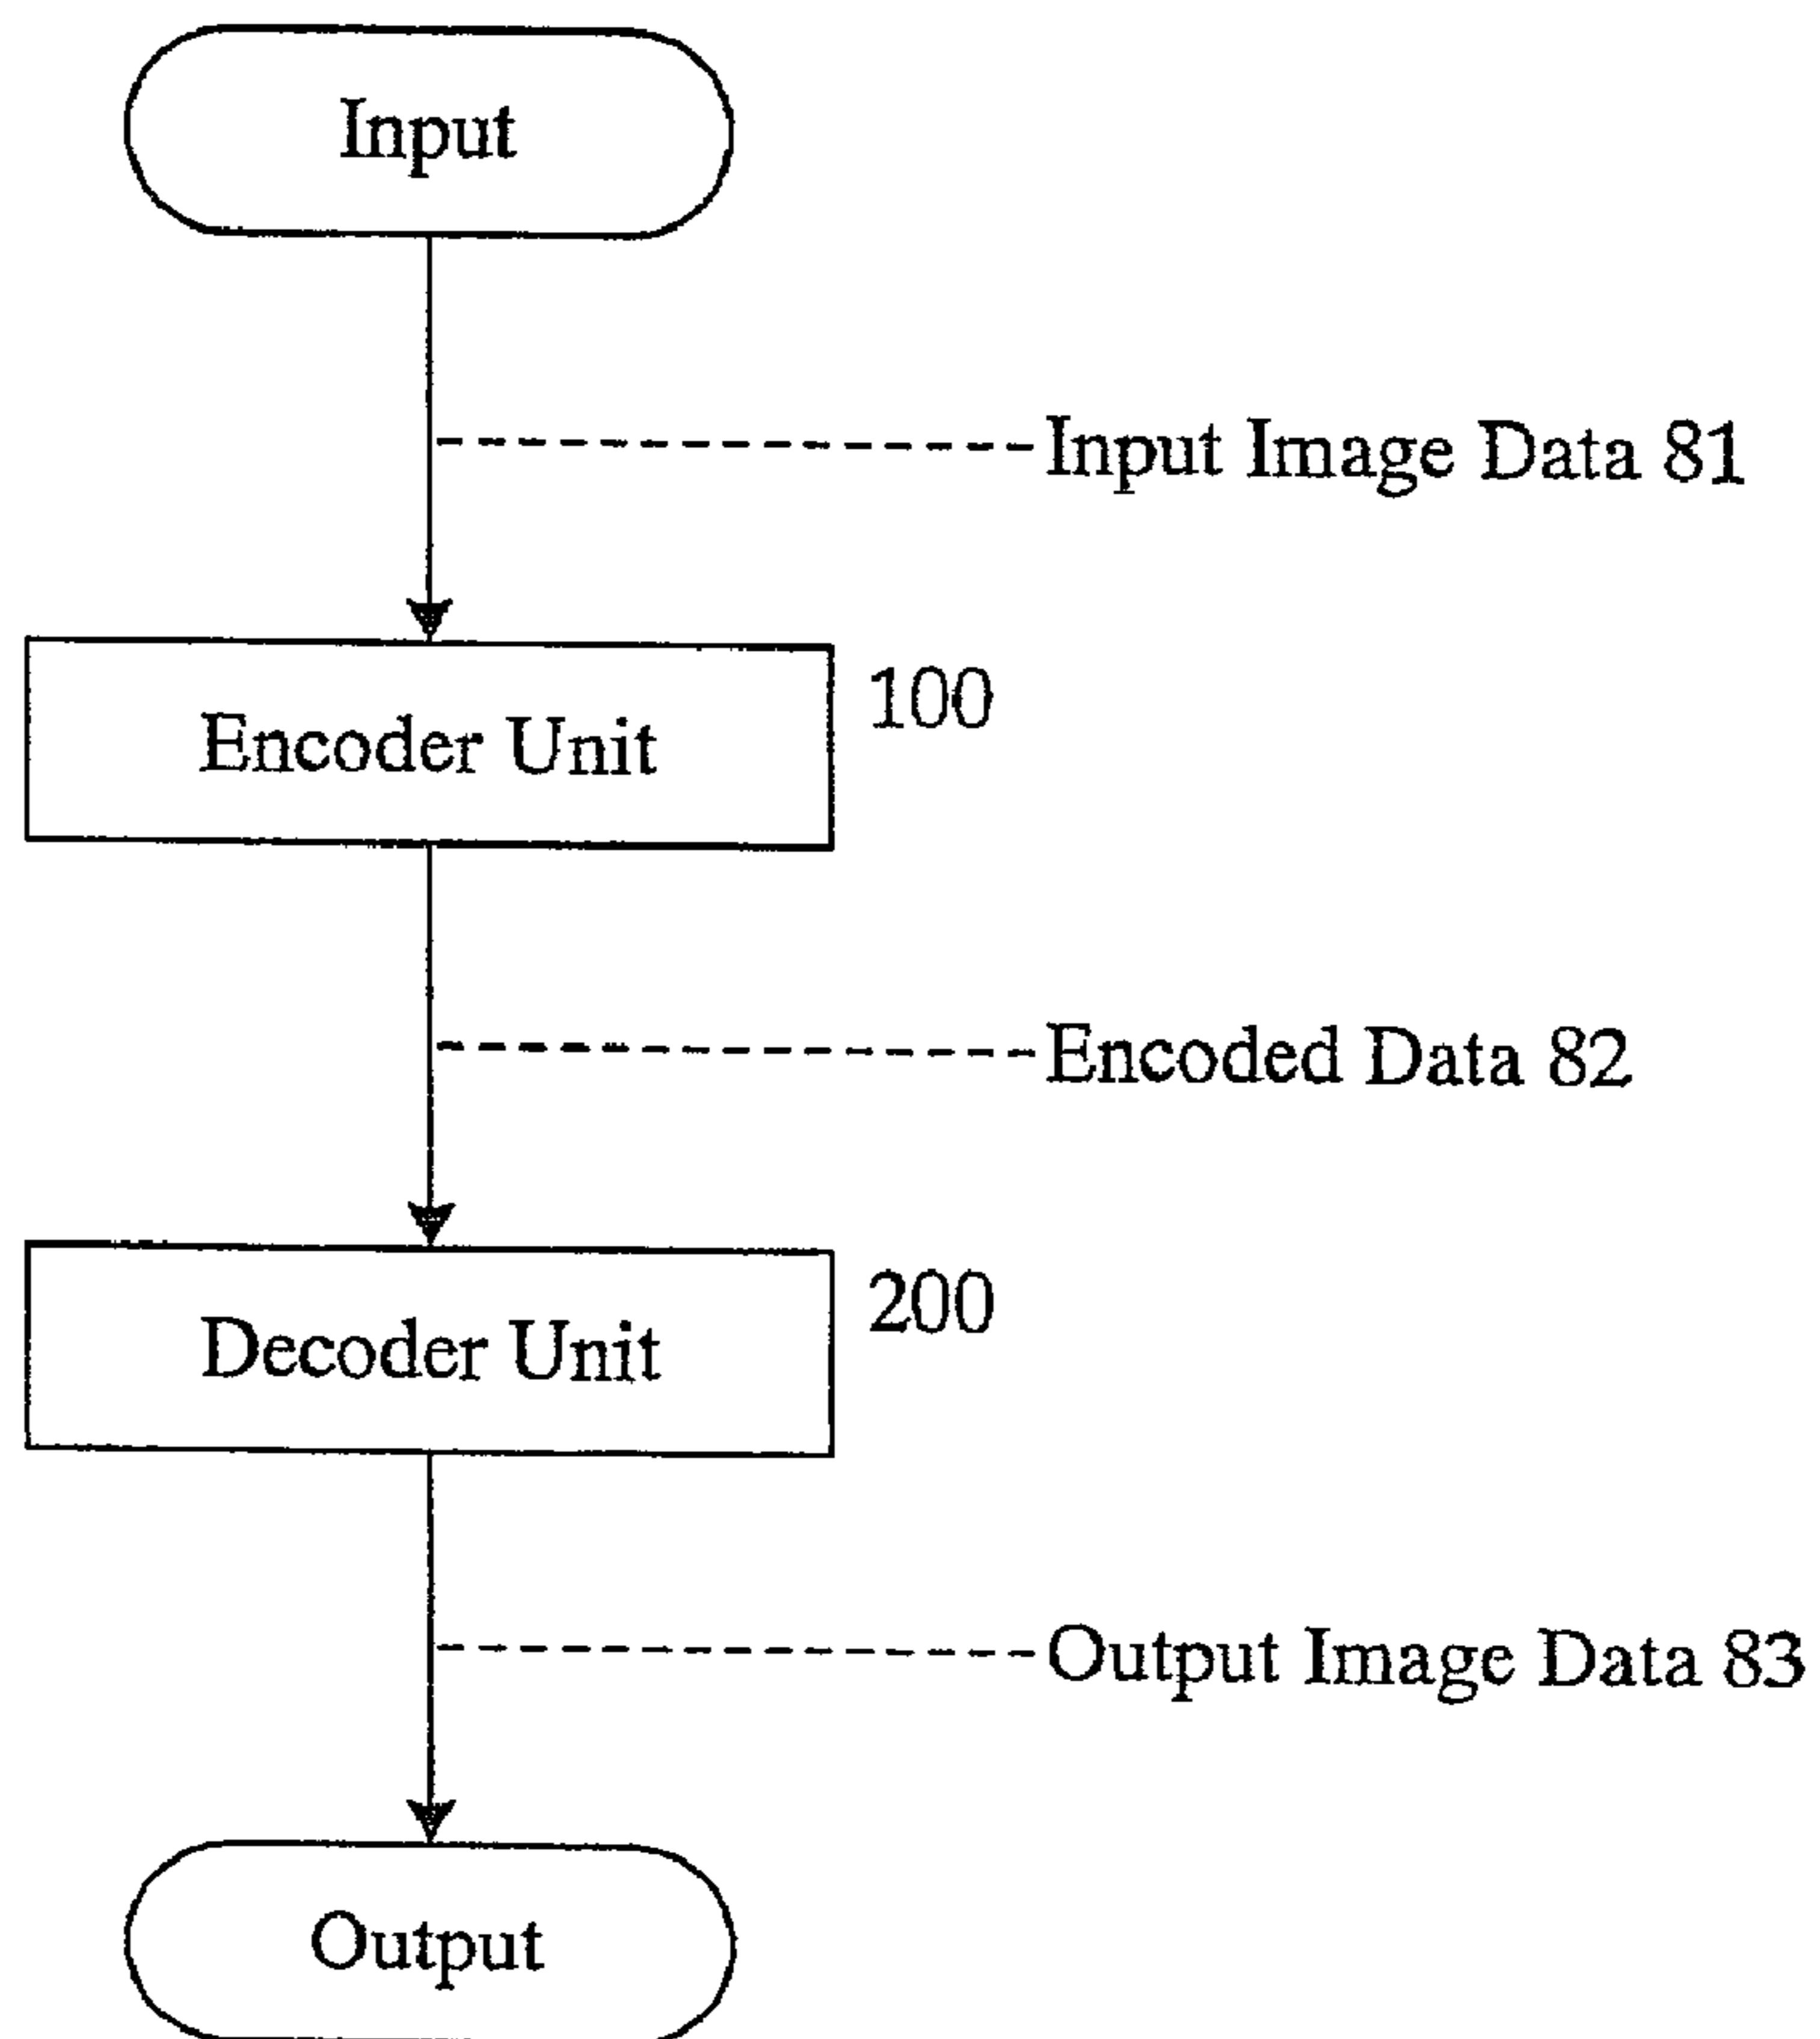 Input
Input Image Data 81
100
Encoder Unit
Encoded Data 82
200
Decoder Unit
Output Image Data 83
Output